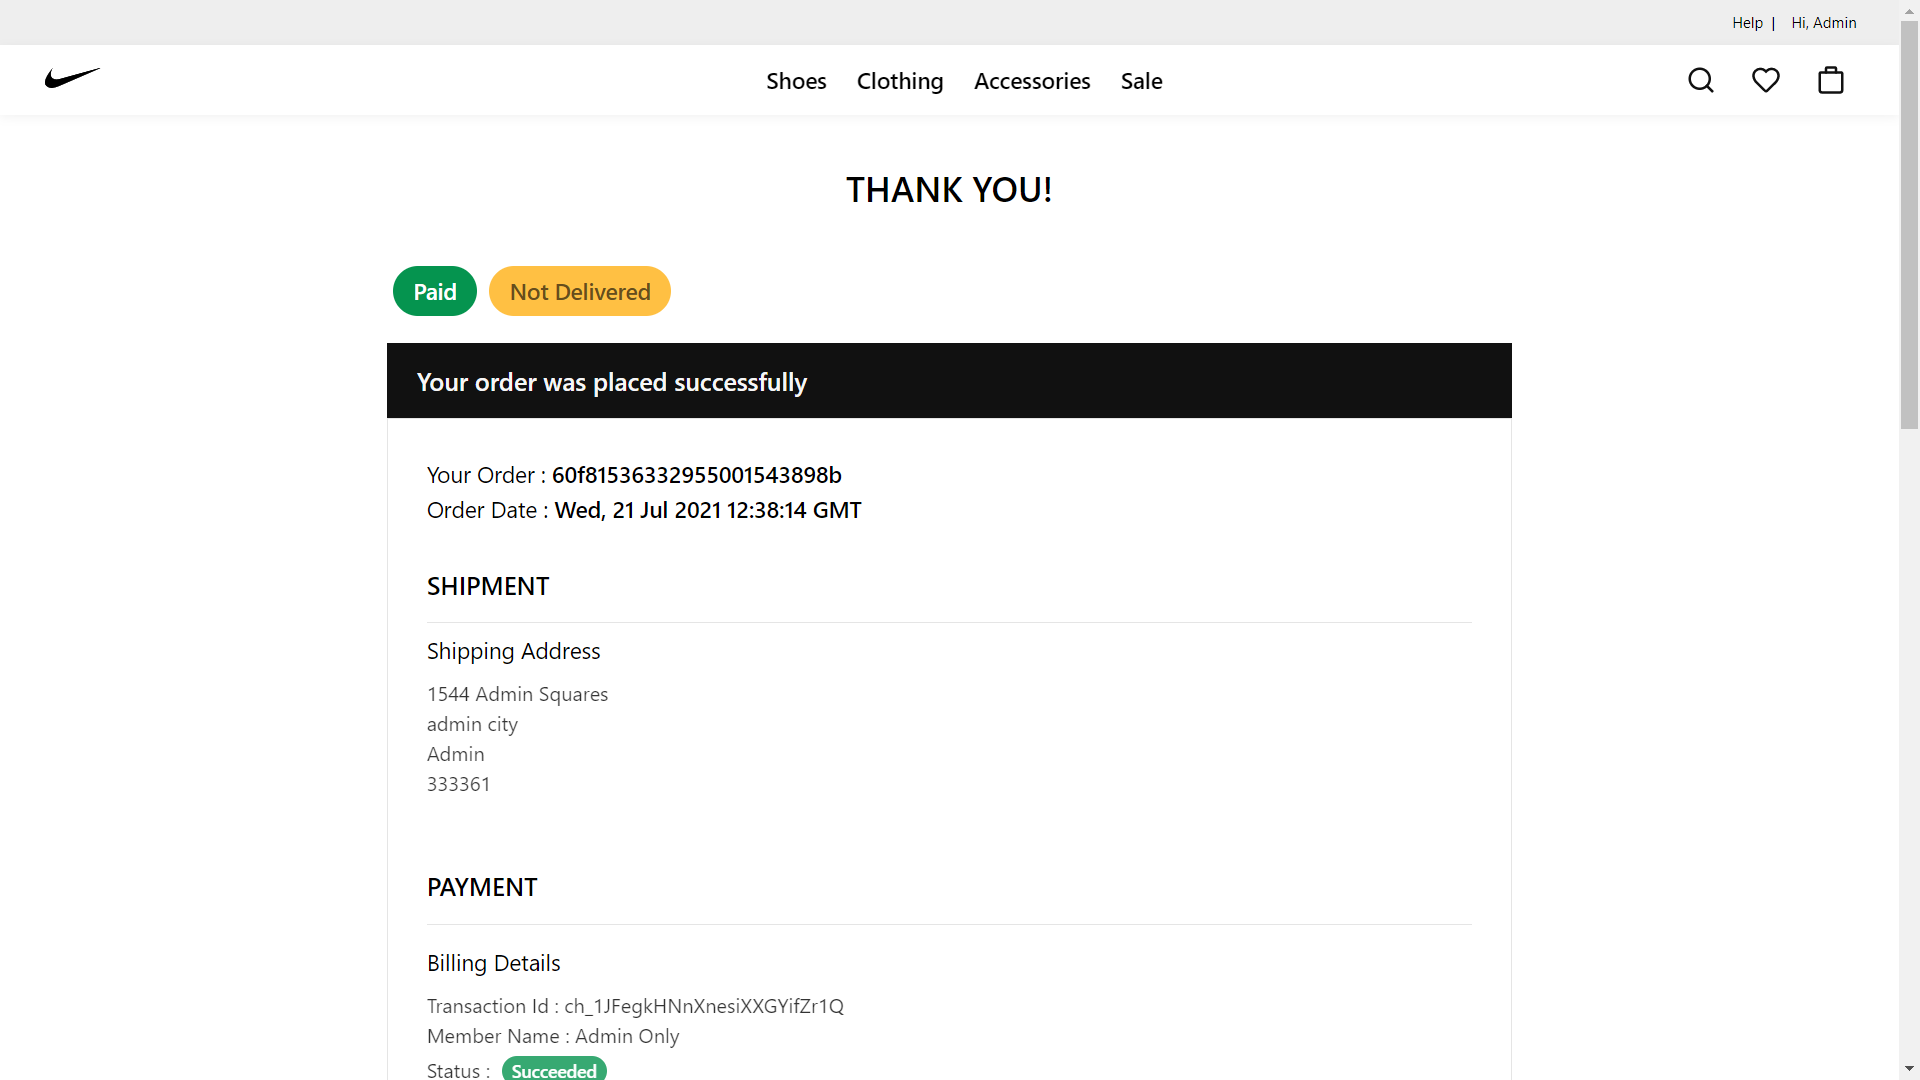 Help | Hi, Admin
Shoes Clothing Accessories Sale
THANK YOU!
Paid Not Delivered
Your order was placed successfully
Your Order : 60f81536332955001543898b
Order Date : Wed, 21 Jul 2021 12:38:14 GMT
SHIPMENT
Shipping Address
1544 Admin Squares
admin city
Admin
333361
PAYMENT
Billing Details
Transaction Id : ch_1JFegkHNnXnesiXXGYifZr1Q
Member Name : Admin Only
Status : Succeeded